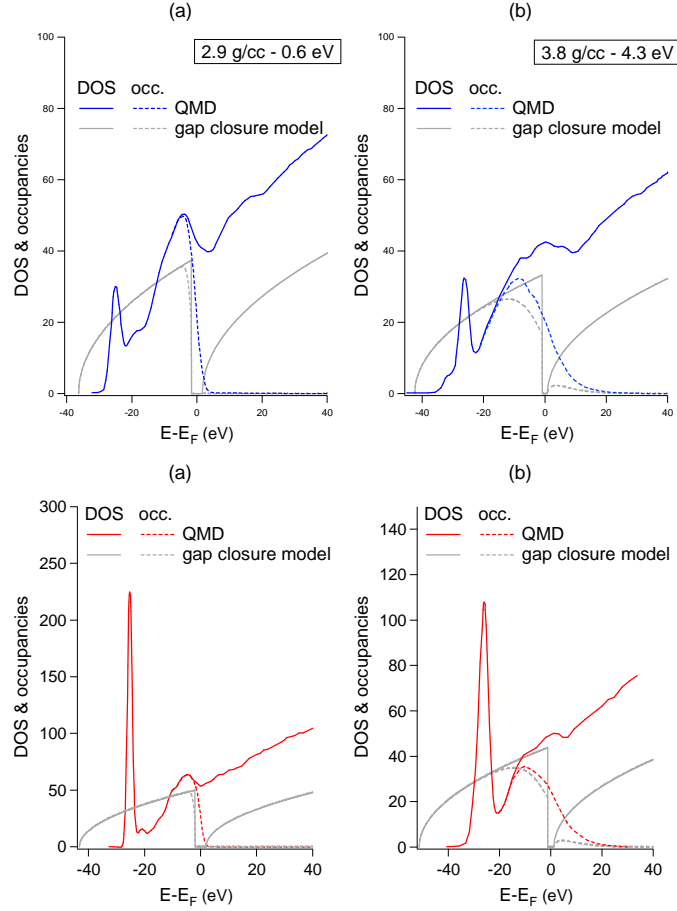 (a)
(b)
100
80
60
40
20
0
DOS & occupancies
2.9 g/cc - 0.6 eV
DOS occ.
QMD
gap closure model
-40 -20 0 20 40
E-E_F (eV)
100
80
60
40
20
0
DOS & occupancies
3.8 g/cc - 4.3 eV
DOS occ.
QMD
gap closure model
-40 -20 0 20 40
E-E_F (eV)
(a)
(b)
300
250
200
150
100
50
0
DOS & occupancies
DOS occ.
QMD
gap closure model
-40 -20 0 20 40
E-E_F (eV)
140
120
100
80
60
40
20
0
DOS & occupancies
DOS occ.
QMD
gap closure model
-40 -20 0 20 40
E-E_F (eV)